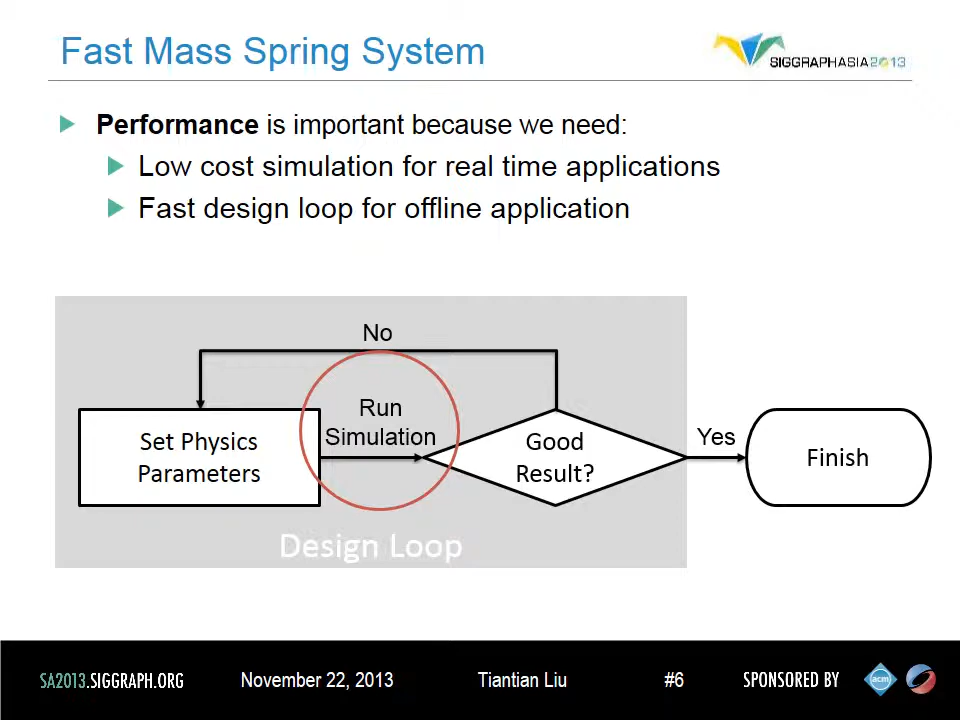 Fast Mass Spring System
SIGGRAPHASIA2013
Performance is important because we need:
Low cost simulation for real time applications
Fast design loop for offline application
No
Run
Simulation
Set Physics
Parameters
Good
Result?
Yes
Finish
Design Loop
SA2013.SIGGRAPH.ORG
November 22, 2013
Tiantian Liu
#6
SPONSORED BY
acm